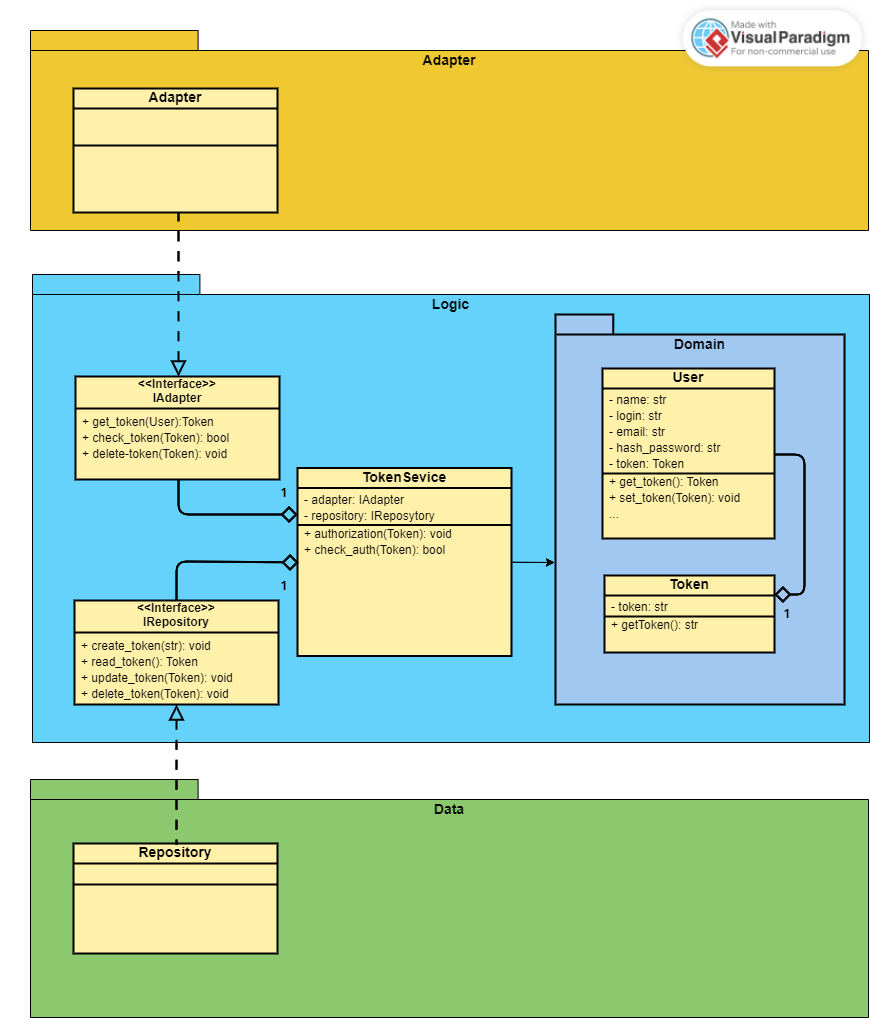 Made with
Visual Paradigm
For non-commercial use
Adapter
Adapter
Logic
Domain
<<Interface>>
IAdapter
+ get_token(User):Token
+ check_token(Token): bool
+ delete-token(Token): void
User
- name: str
- login: str
- email: str
- hash_password: str
- token: Token
+ get_token(): Token
+ set_token(Token): void
...
1
TokenSevice
- adapter: IAdapter
- repository: IReposytory
+ authorization(Token): void
+ check_auth(Token): bool
1
Token
- token: str
+ getToken(): str
1
<<Interface>>
IRepository
+ create_token(str): void
+ read_token(): Token
+ update_token(Token): void
+ delete_token(Token): void
Data
Repository